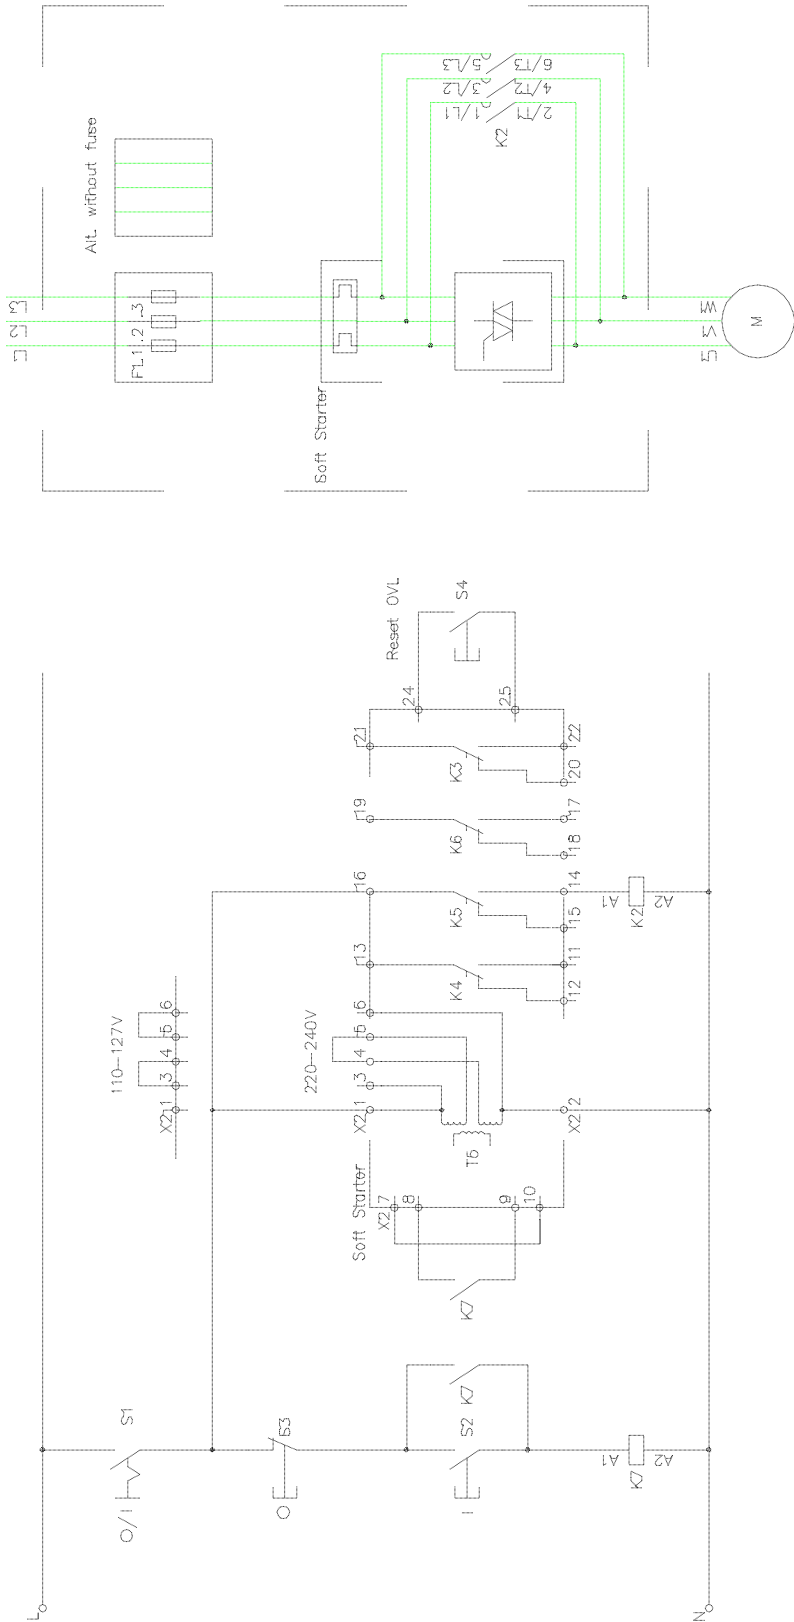 L3
L2
L1
FL1.2.3
Alt. without fuse
Soft Starter
5/L3
3/L2
1/L1
6/T3
4/T2
2/T1
K2
W1
V1
U1
M
Reset OVL
S4
24
25
21
22
20
K3
19
17
18
K6
16
14
15
K5
A1
A2
K2
13
11
12
K4
110-127V
X2.1
3
4
5
6
220-240V
X2.1
3
4
5
6
T5
X2.2
Soft Starter
X2.7
8
9
10
K7
S1
O/I
S3
O
S2
K7
I
A1
A2
K7
L
N